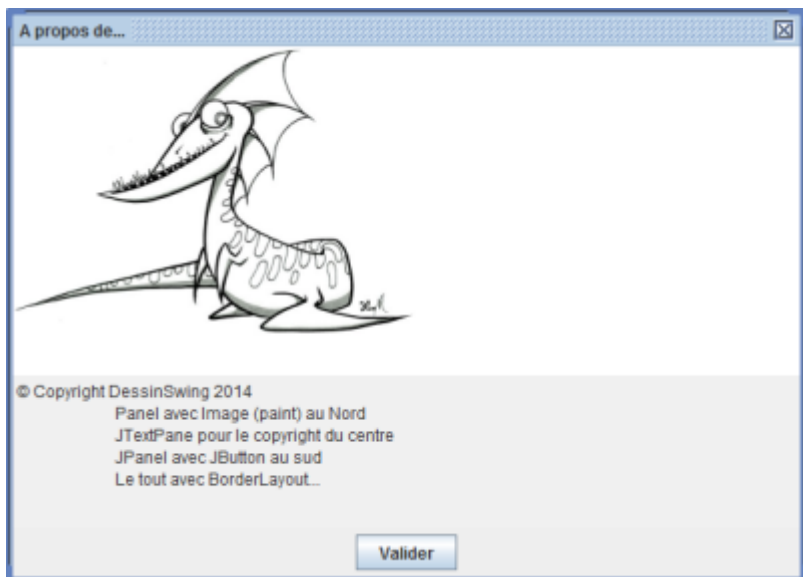 A propos de...
© Copyright DessinSwing 2014
Panel avec Image (paint) au Nord
JTextPane pour le copyright du centre
JPanel avec JButton au sud
Le tout avec BorderLayout...
Valider